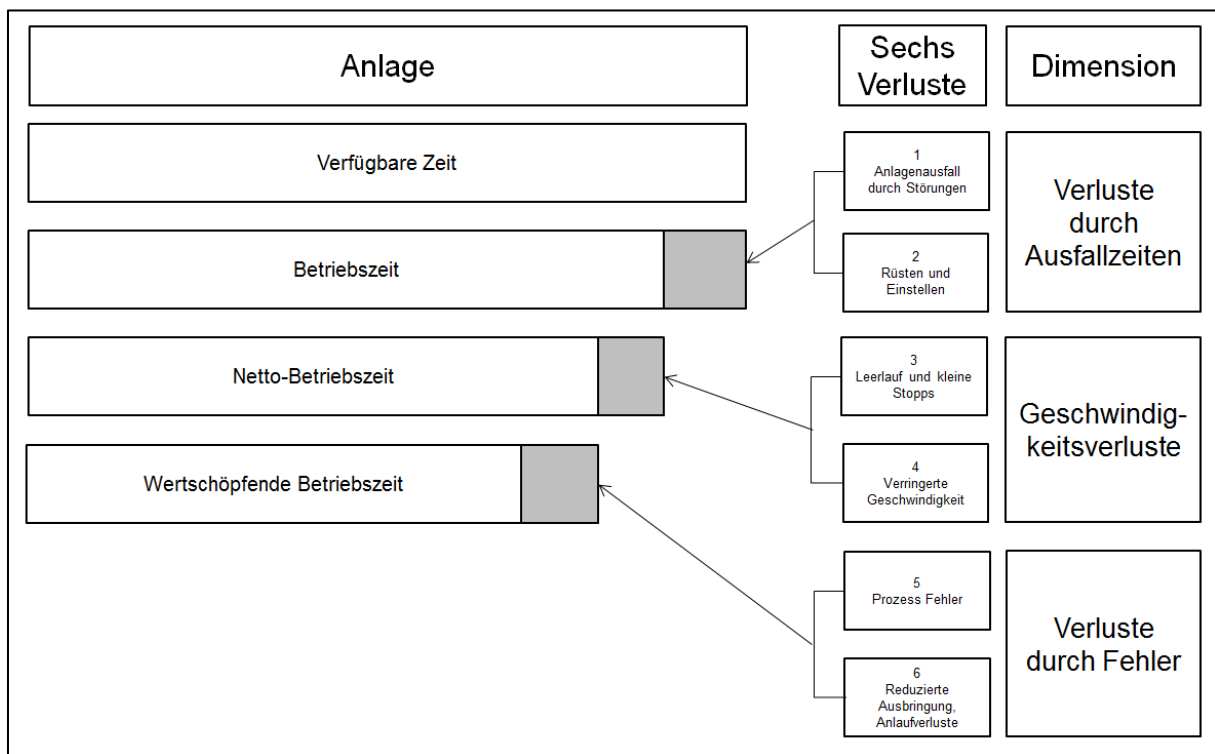 Anlage
Sechs
Verluste
Dimension
Verfügbare Zeit
1
Anlagenausfall
durch Störungen
Verluste
durch
Ausfallzeiten
Betriebszeit
2
Rüsten und
Einstellen
Netto-Betriebszeit
3
Leerlauf und kleine
Stopps
Geschwindig-
keitsverluste
Wertschöpfende Betriebszeit
4
Verringerte
Geschwindigkeit
5
Prozess Fehler
Verluste
durch Fehler
6
Reduzierte
Ausbringung,
Anlaufverluste